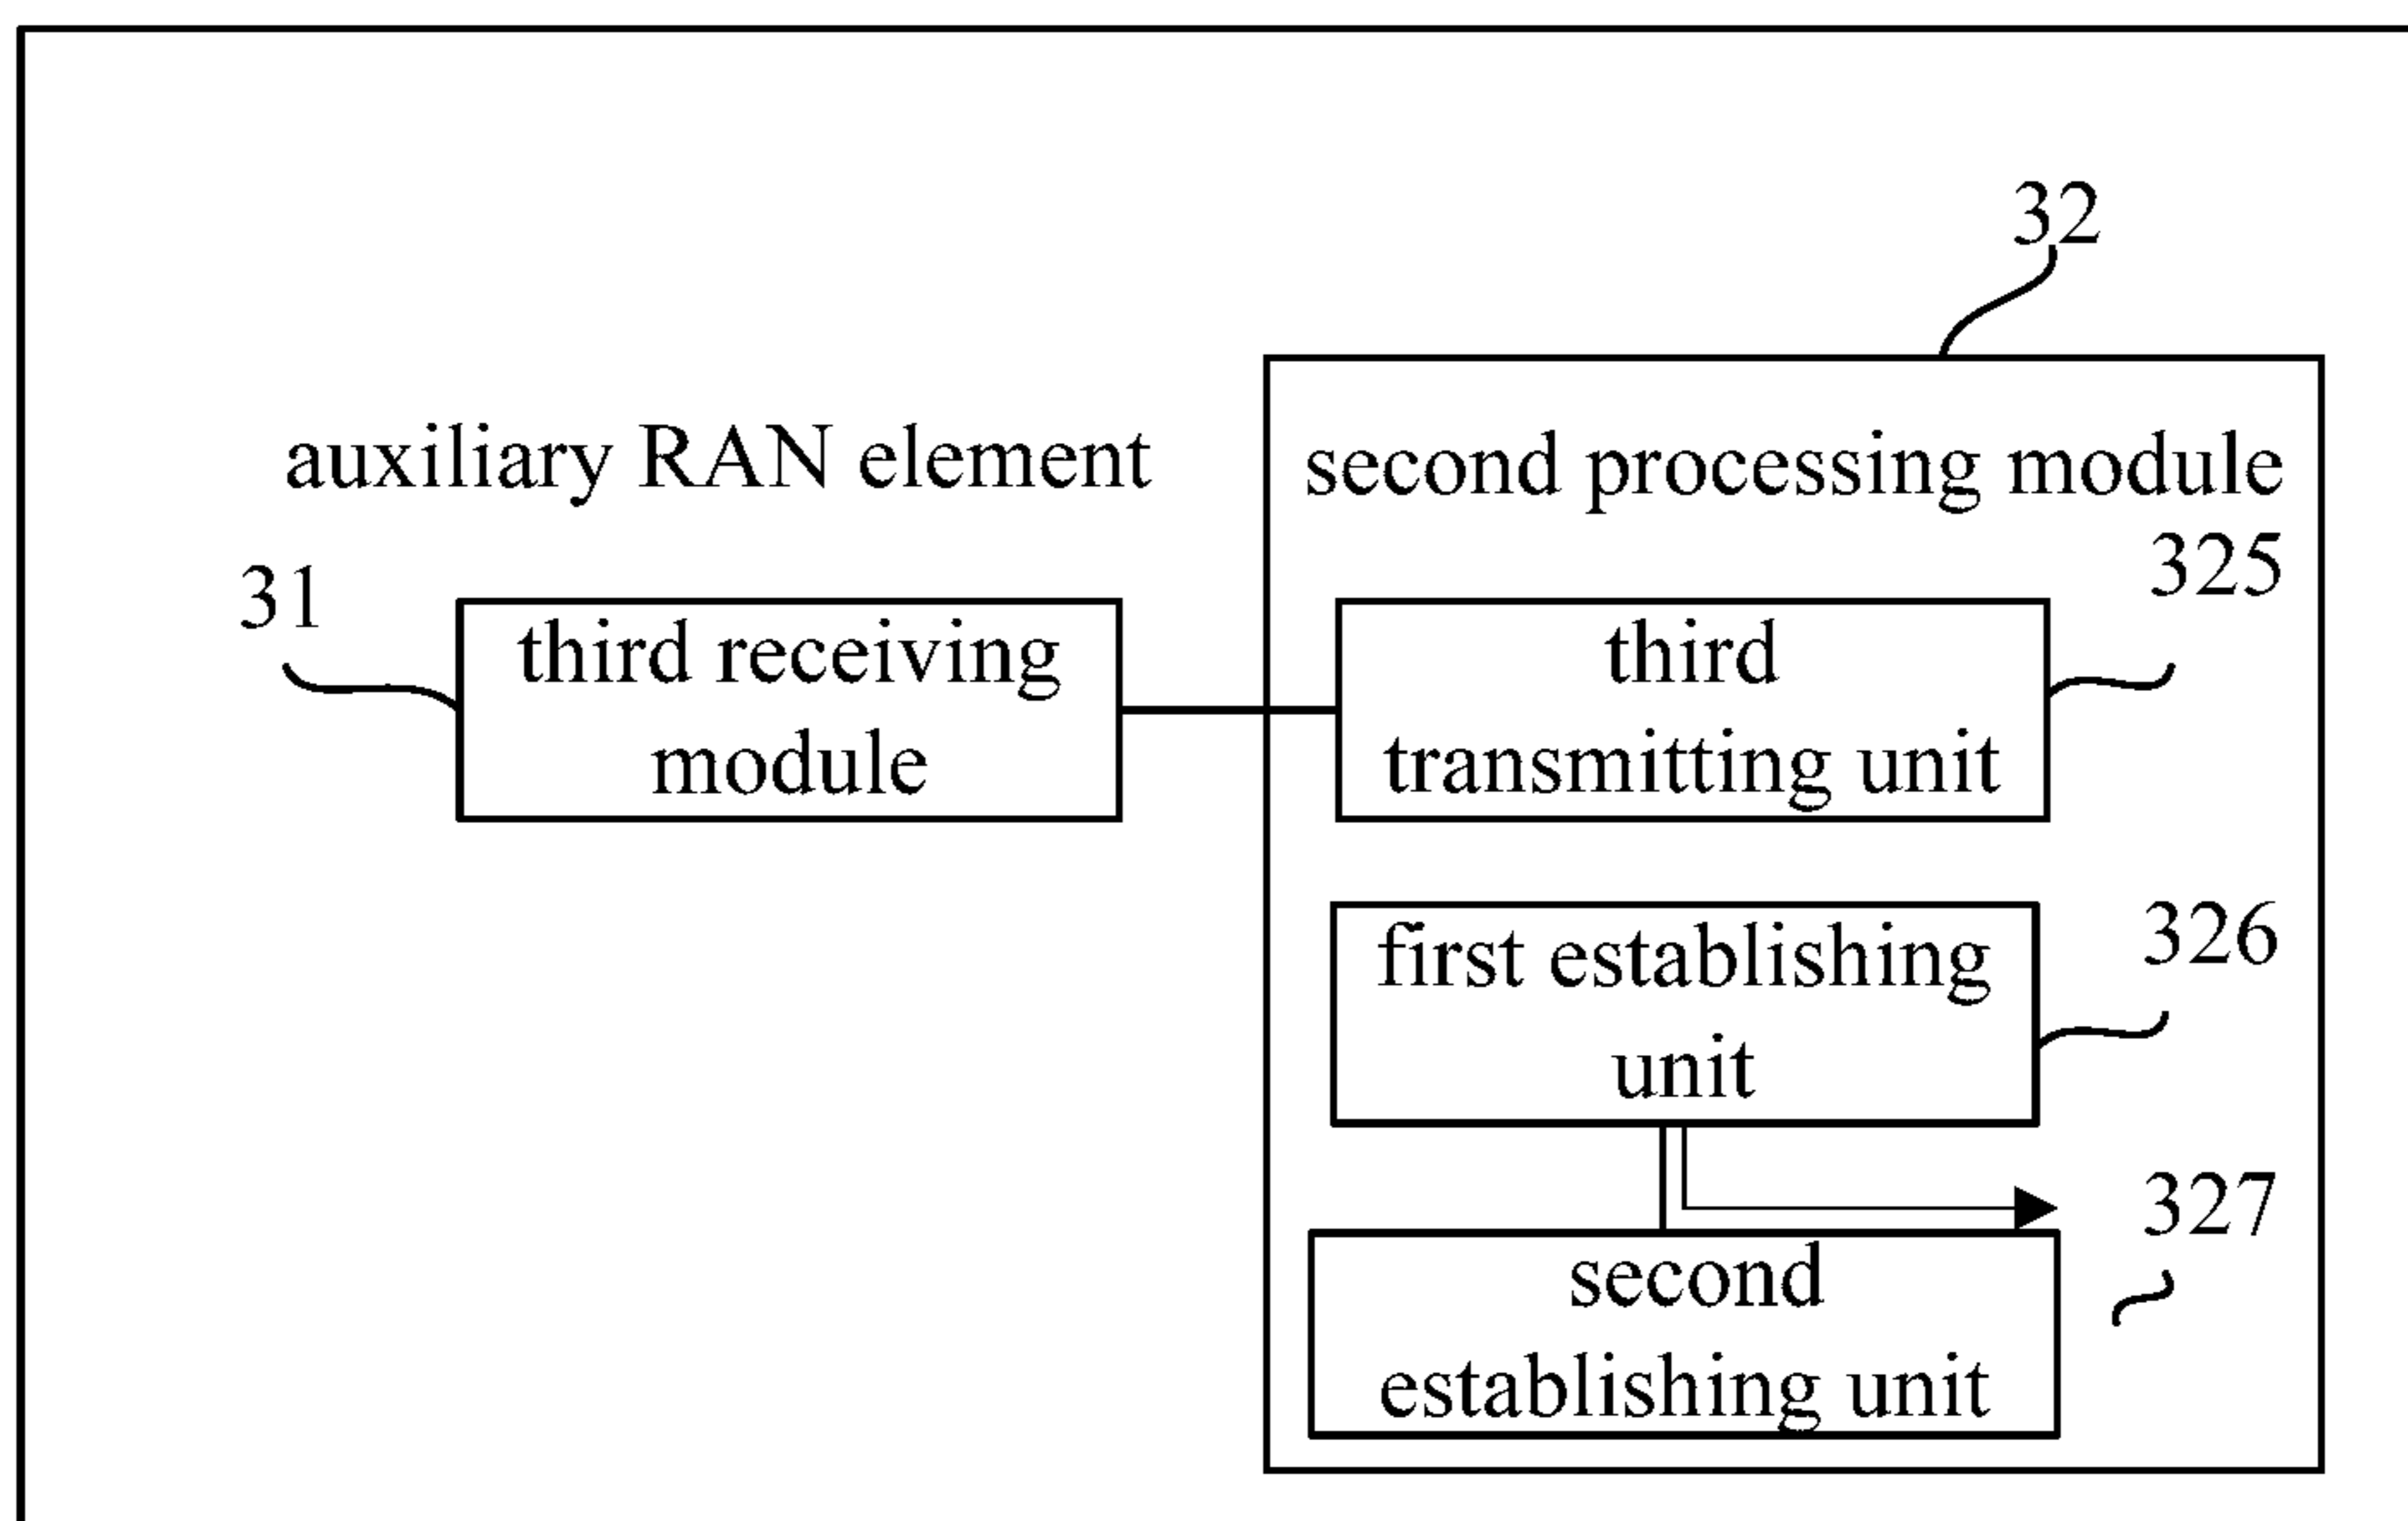 32
auxiliary RAN element
second processing module
325
31
third receiving
module
third
transmitting unit
326
first establishing
unit
327
second
establishing unit